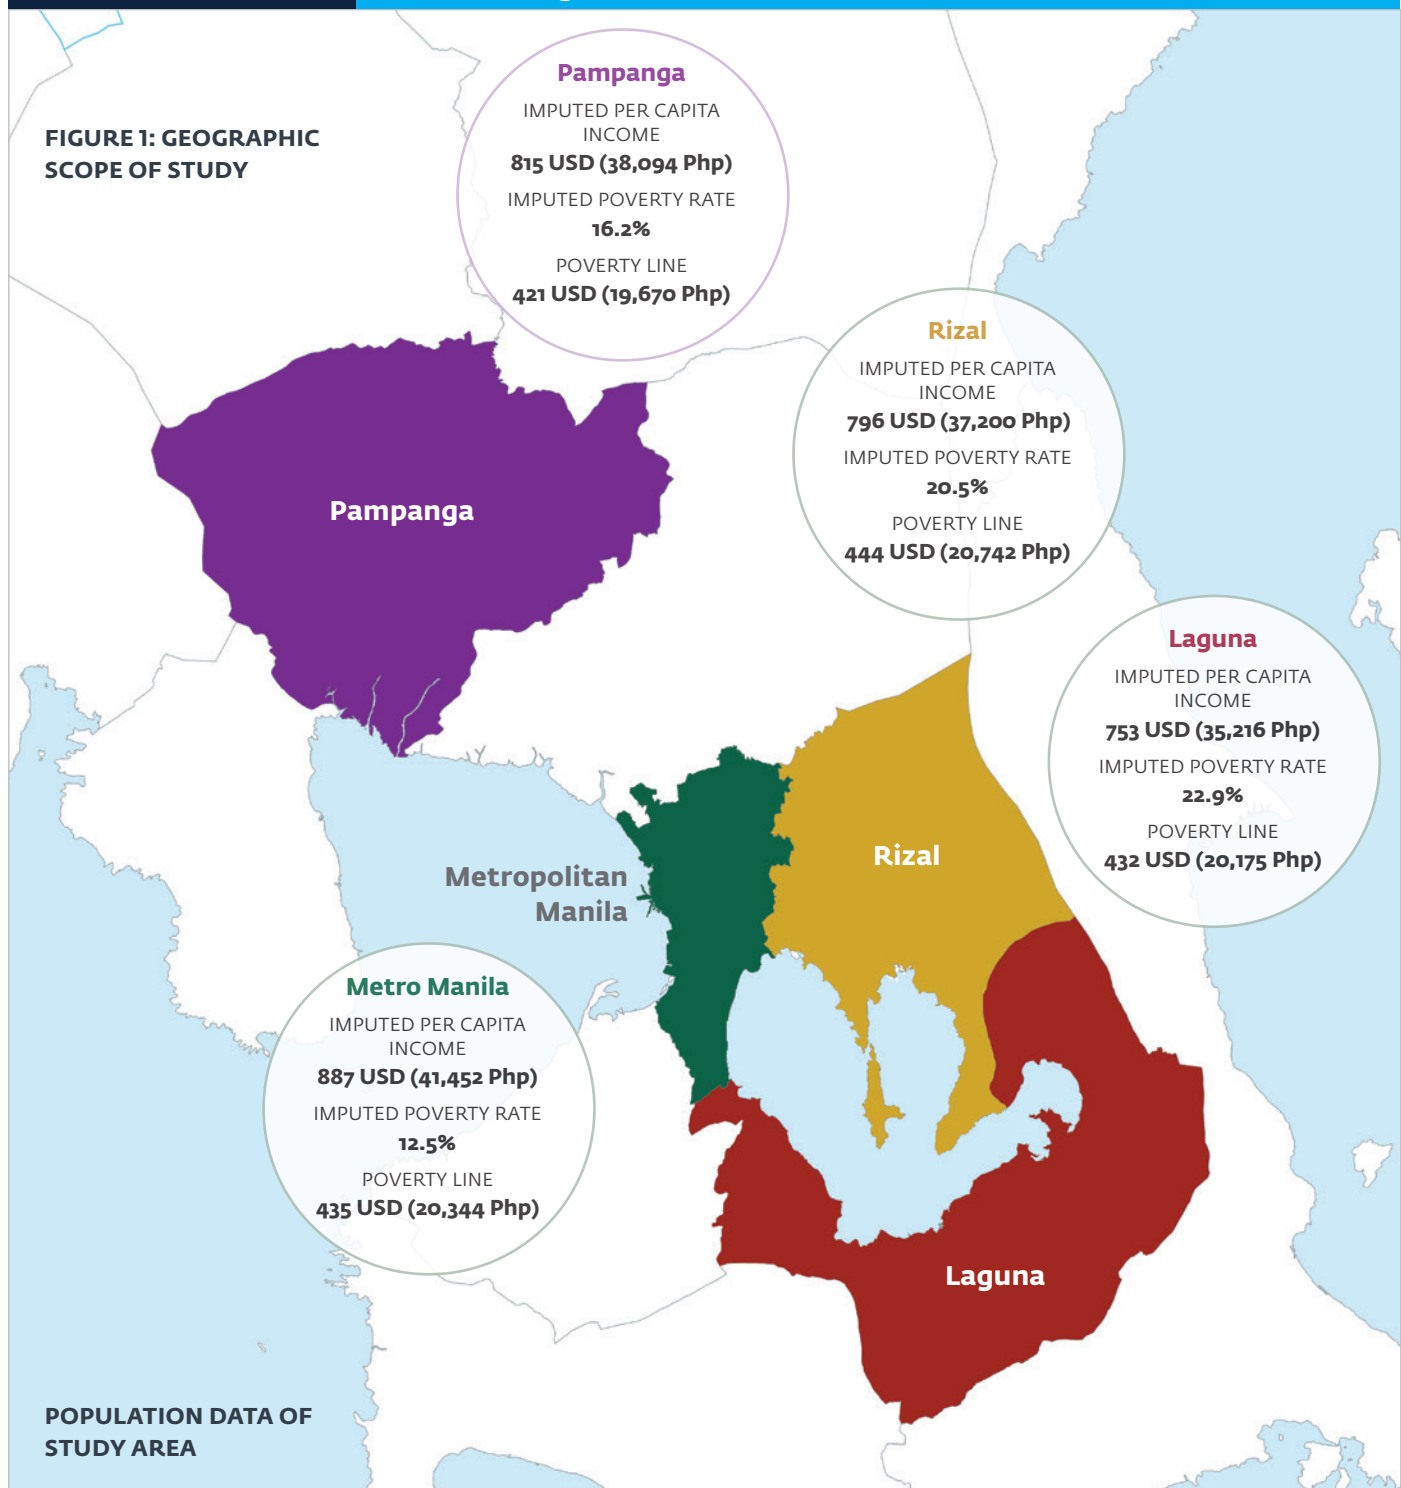 FIGURE 1: GEOGRAPHIC
SCOPE OF STUDY
Pampanga
IMPUTED PER CAPITA
INCOME
815 USD (38,094 Php)
IMPUTED POVERTY RATE
16.2%
POVERTY LINE
421 USD (19,670 Php)
Rizal
IMPUTED PER CAPITA
INCOME
796 USD (37,200 Php)
IMPUTED POVERTY RATE
20.5%
POVERTY LINE
444 USD (20,742 Php)
Pampanga
Laguna
IMPUTED PER CAPITA
INCOME
753 USD (35,216 Php)
IMPUTED POVERTY RATE
22.9%
POVERTY LINE
432 USD (20,175 Php)
Rizal
Metropolitan
Manila
Metro Manila
IMPUTED PER CAPITA
INCOME
887 USD (41,452 Php)
IMPUTED POVERTY RATE
12.5%
POVERTY LINE
435 USD (20,344 Php)
Laguna
POPULATION DATA OF
STUDY AREA